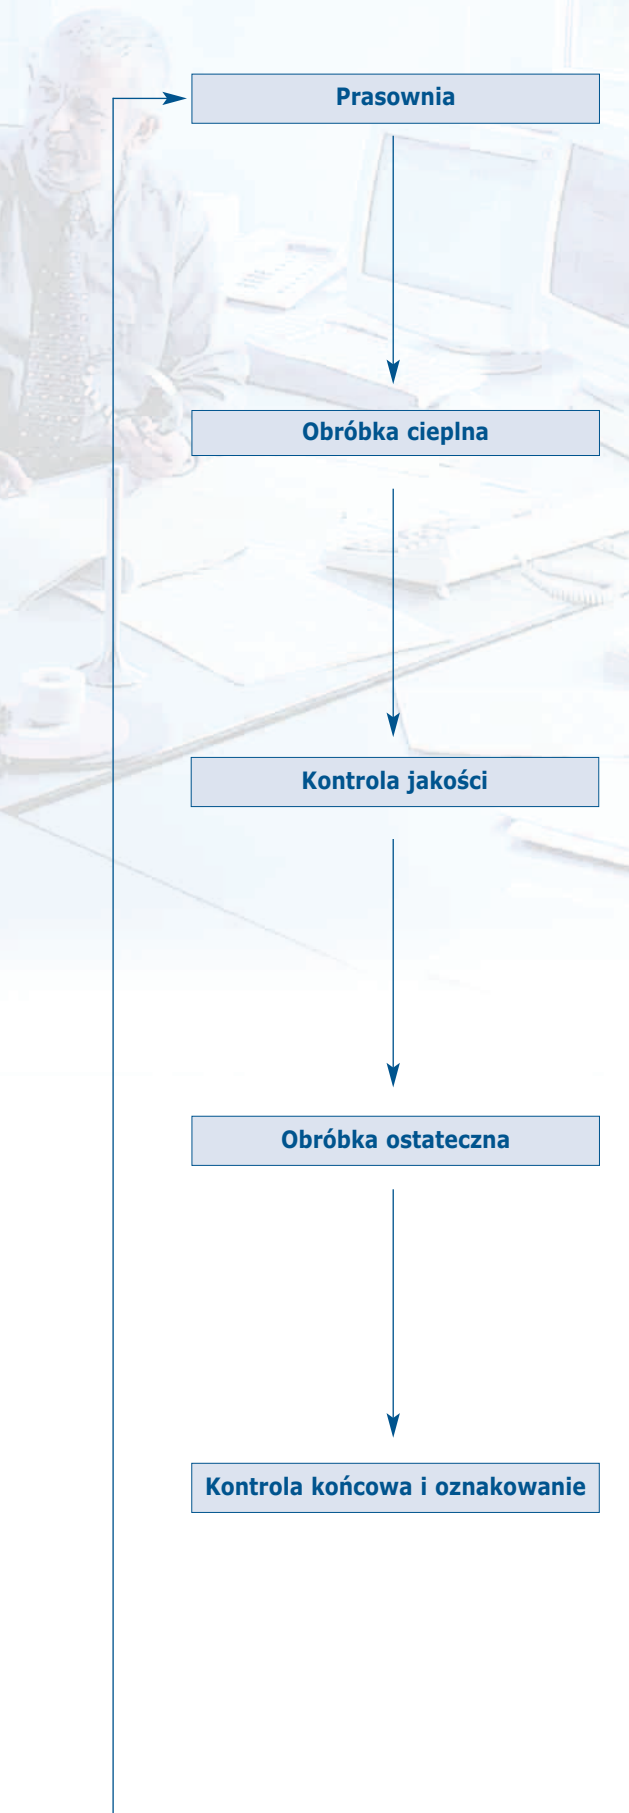 Prasownia
Obróbka cieplna
Kontrola jakości
Obróbka ostateczna
Kontrola końcowa i oznakowanie